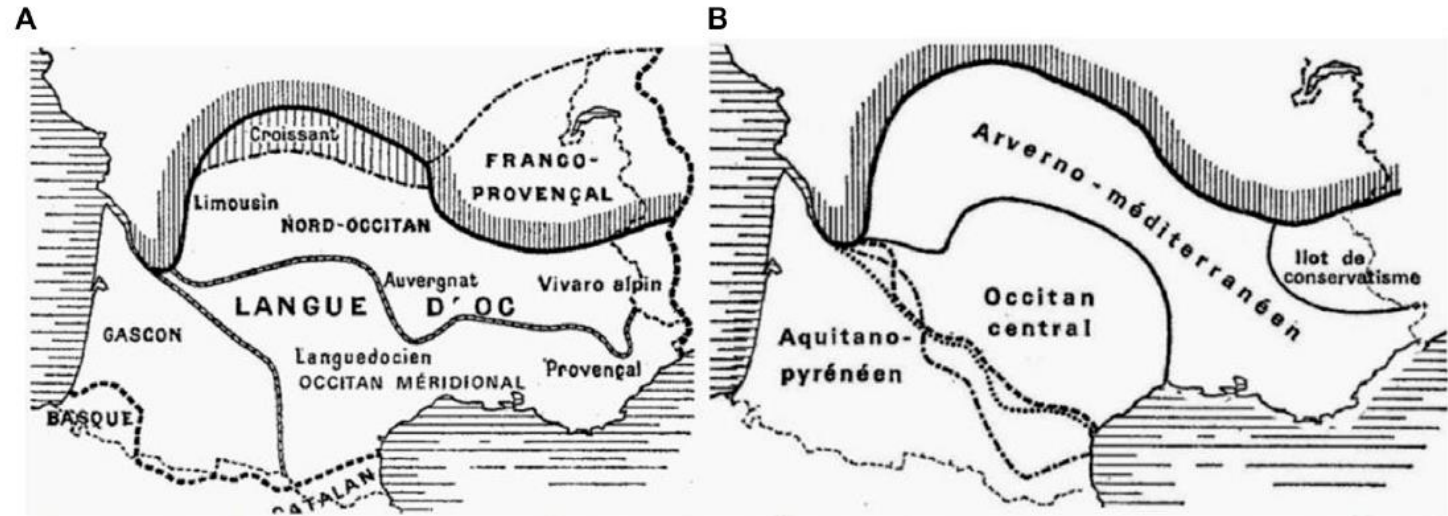 A
B
Croissant
FRANCO-
PROVENÇAL
Limousin
NORD-OCCITAN
Auvergnat
Vivaro alpin
LANGUE D'OC
GASCON
Languedocien
OCCITAN MÉRIDIONAL
Provençal
BASQUE
CATALAN
Arverno-méditerranéen
Ilot de
conservatisme
Occitan
central
Aquitano-
pyrénéen